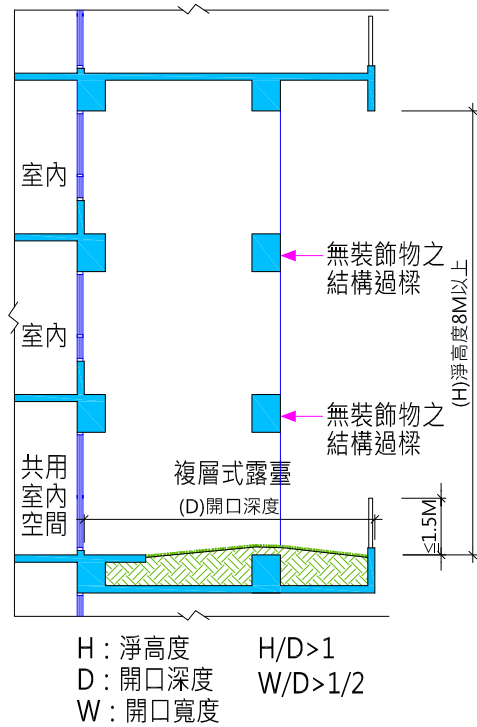 室內
無裝飾物之
結構過樑
(H)淨高度8M以上
室內
無裝飾物之
結構過樑
共用
室內
空間
複層式露臺
(D)開口深度
≤1.5M
H：淨高度 H/D>1
D：開口深度 W/D>1/2
W：開口寬度